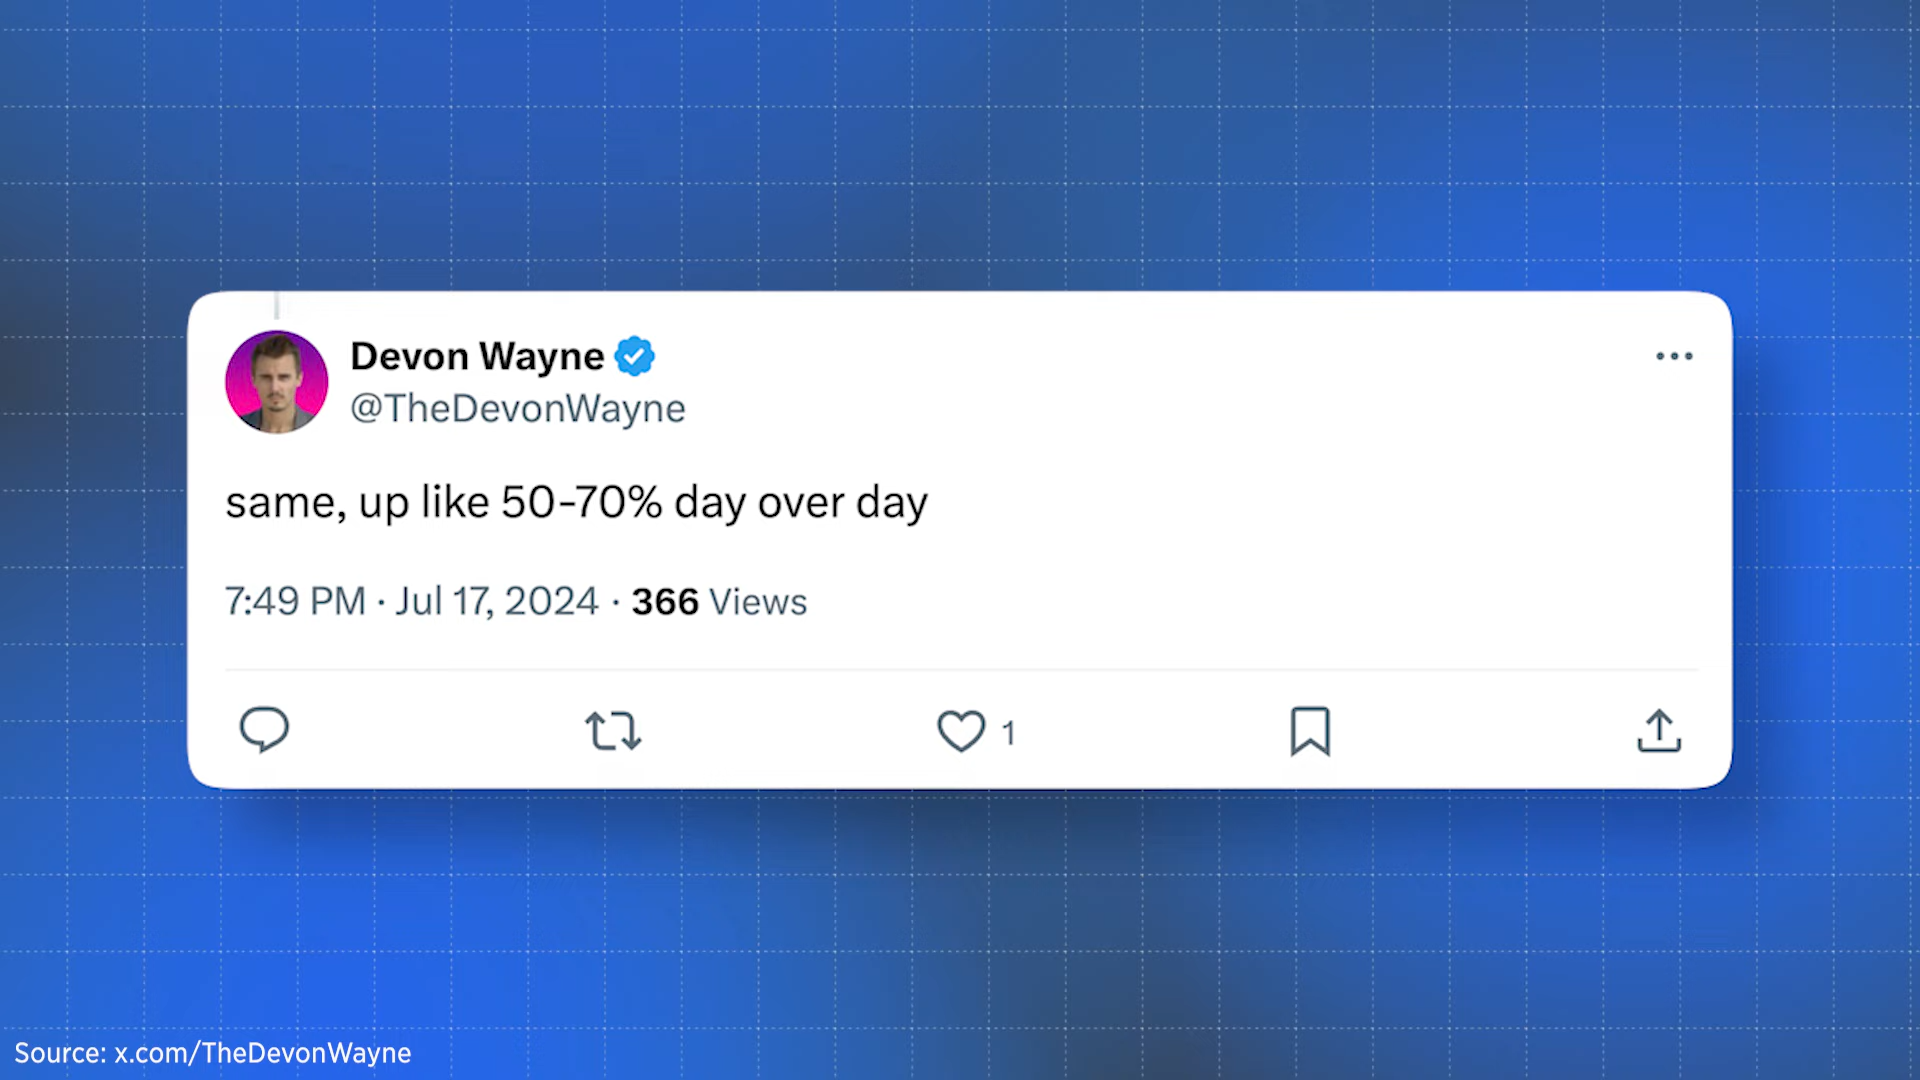 Devon Wayne
@TheDevonWayne
same, up like 50-70% day over day
7:49 PM · Jul 17, 2024 · 366 Views
1
Source: x.com/TheDevonWayne